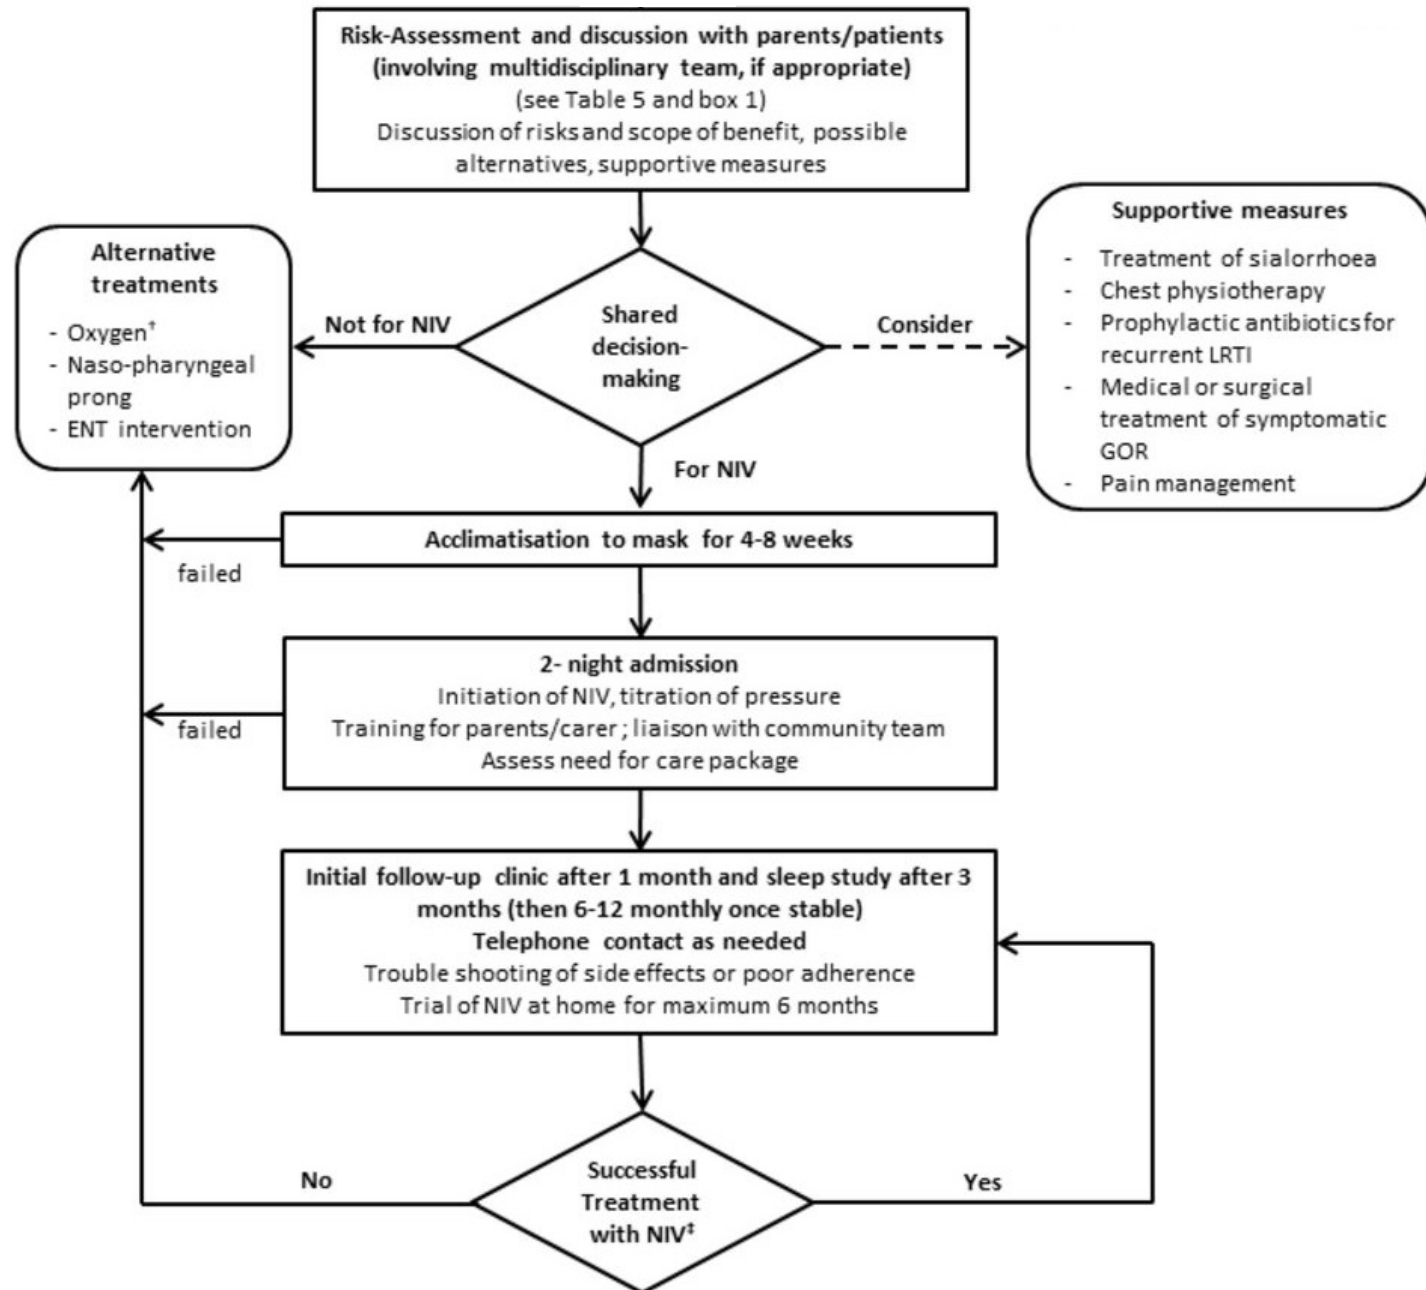 Risk-Assessment and discussion with parents/patients
(involving multidisciplinary team, if appropriate)
(see Table 5 and box 1)
Discussion of risks and scope of benefit, possible
alternatives, supportive measures
Alternative
treatments
- Oxygen†
- Naso-pharyngeal
prong
- ENT intervention
Not for NIV
Shared
decision-
making
Consider
Supportive measures
- Treatment of sialorrhoea
- Chest physiotherapy
- Prophylactic antibiotics for
recurrent LRTI
- Medical or surgical
treatment of symptomatic
GOR
- Pain management
For NIV
Acclimatisation to mask for 4-8 weeks
failed
2- night admission
Initiation of NIV, titration of pressure
Training for parents/carer ; liaison with community team
Assess need for care package
failed
Initial follow-up clinic after 1 month and sleep study after 3
months (then 6-12 monthly once stable)
Telephone contact as needed
Trouble shooting of side effects or poor adherence
Trial of NIV at home for maximum 6 months
No
Successful
Treatment
with NIV‡
Yes